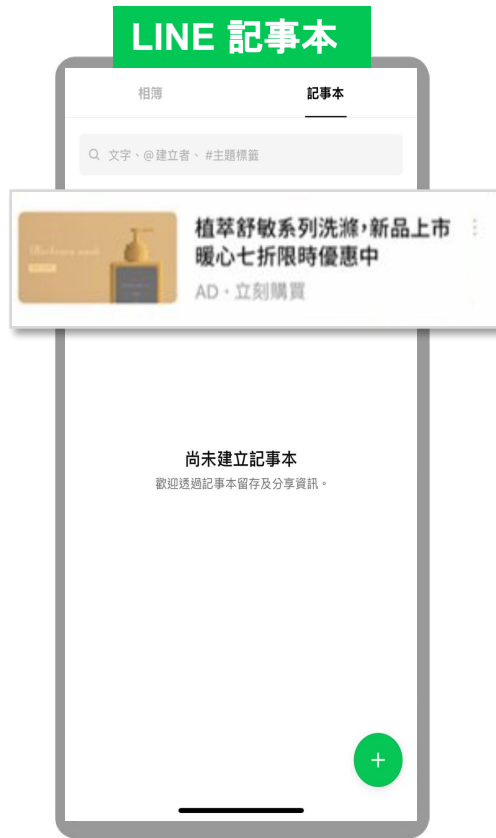 LINE 記事本
相簿
記事本
文字、@建立者、 #主題標籤
植萃舒敏系列洗滌,新品上市
暖心七折限時優惠中
AD・立刻購買
尚未建立記事本
歡迎透過記事本留存及分享資訊。